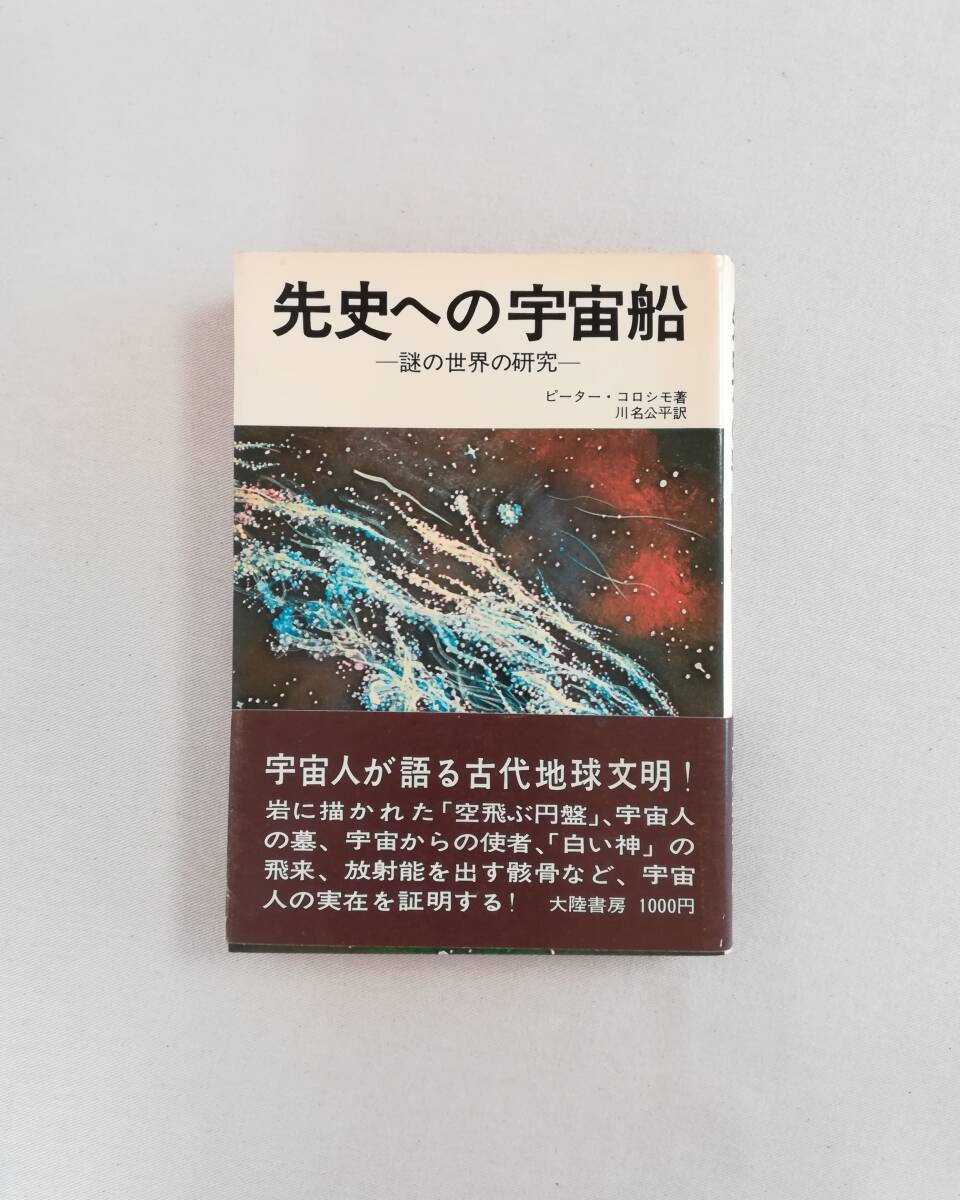 先史への宇宙船
―謎の世界の研究―
ピーター・コロシモ著
川名公平訳
宇宙人が語る古代地球文明！
岩に描かれた「空飛ぶ円盤」、宇宙人
の墓、宇宙からの使者、「白い神」の
飛来、放射能を出す骸骨など、宇宙
人の実在を証明する！　大陸書房 1000円